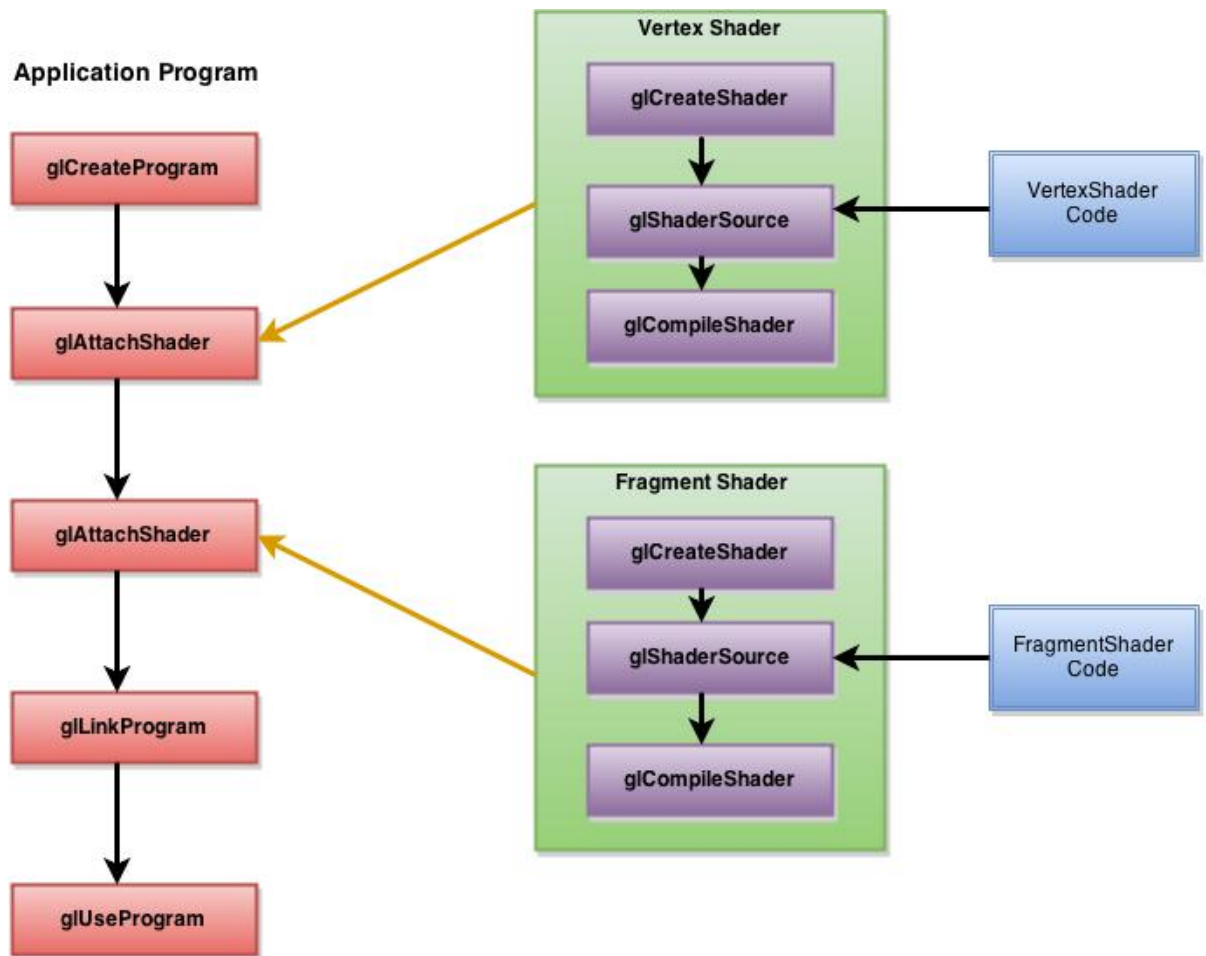 Application Program
glCreateProgram
glAttachShader
glAttachShader
glLinkProgram
glUseProgram
Vertex Shader
glCreateShader
glShaderSource
glCompileShader
VertexShader
Code
Fragment Shader
glCreateShader
glShaderSource
glCompileShader
FragmentShader
Code